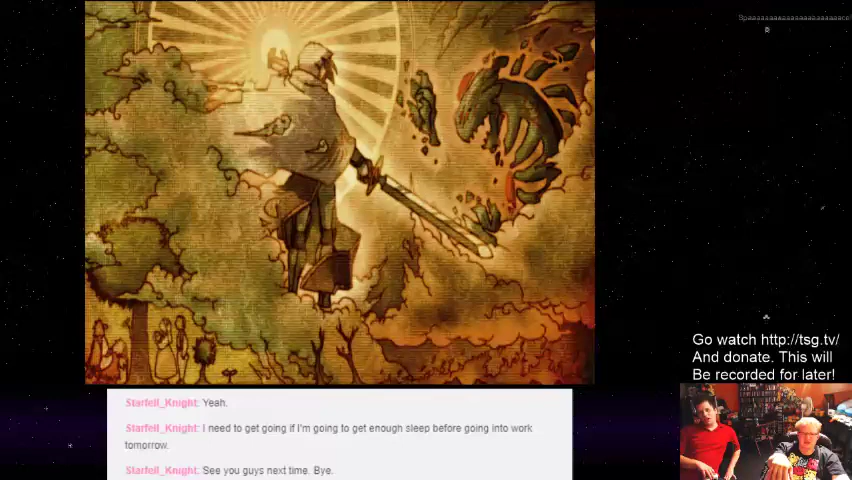 Go watch http://tsg.tv/
And donate. This will
Be recorded for later!
Starfell_Knight: Yeah.
Starfell_Knight: I need to get going if I'm going to get enough sleep before going into work
tomorrow.
Starfell_Knight: See you guys next time. Bye.